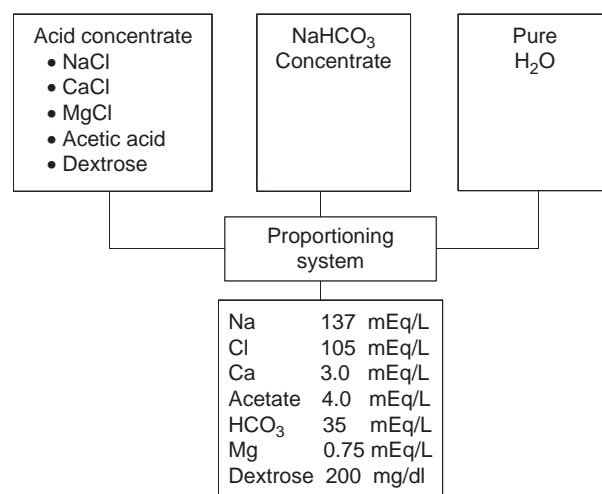 Acid concentrate
• NaCl
• CaCl
• MgCl
• Acetic acid
• Dextrose
NaHCO₃
Concentrate
Pure
H₂O
Proportioning
system
Na 137 mEq/L
Cl 105 mEq/L
Ca 3.0 mEq/L
Acetate 4.0 mEq/L
HCO₃ 35 mEq/L
Mg 0.75 mEq/L
Dextrose 200 mg/dl